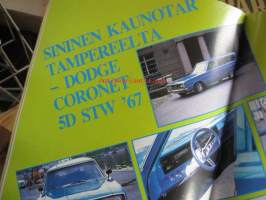 SININEN KAUNOTAR
TAMPEREELTA
– DODGE
CORONET
5D STW '67